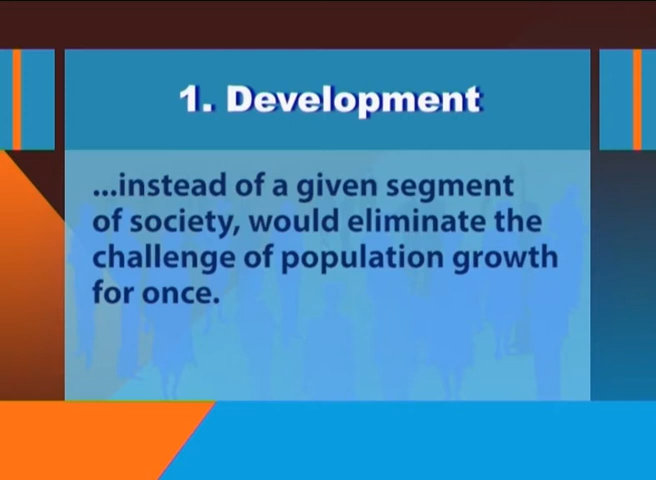 1. Development
...instead of a given segment
of society, would eliminate the
challenge of population growth
for once.